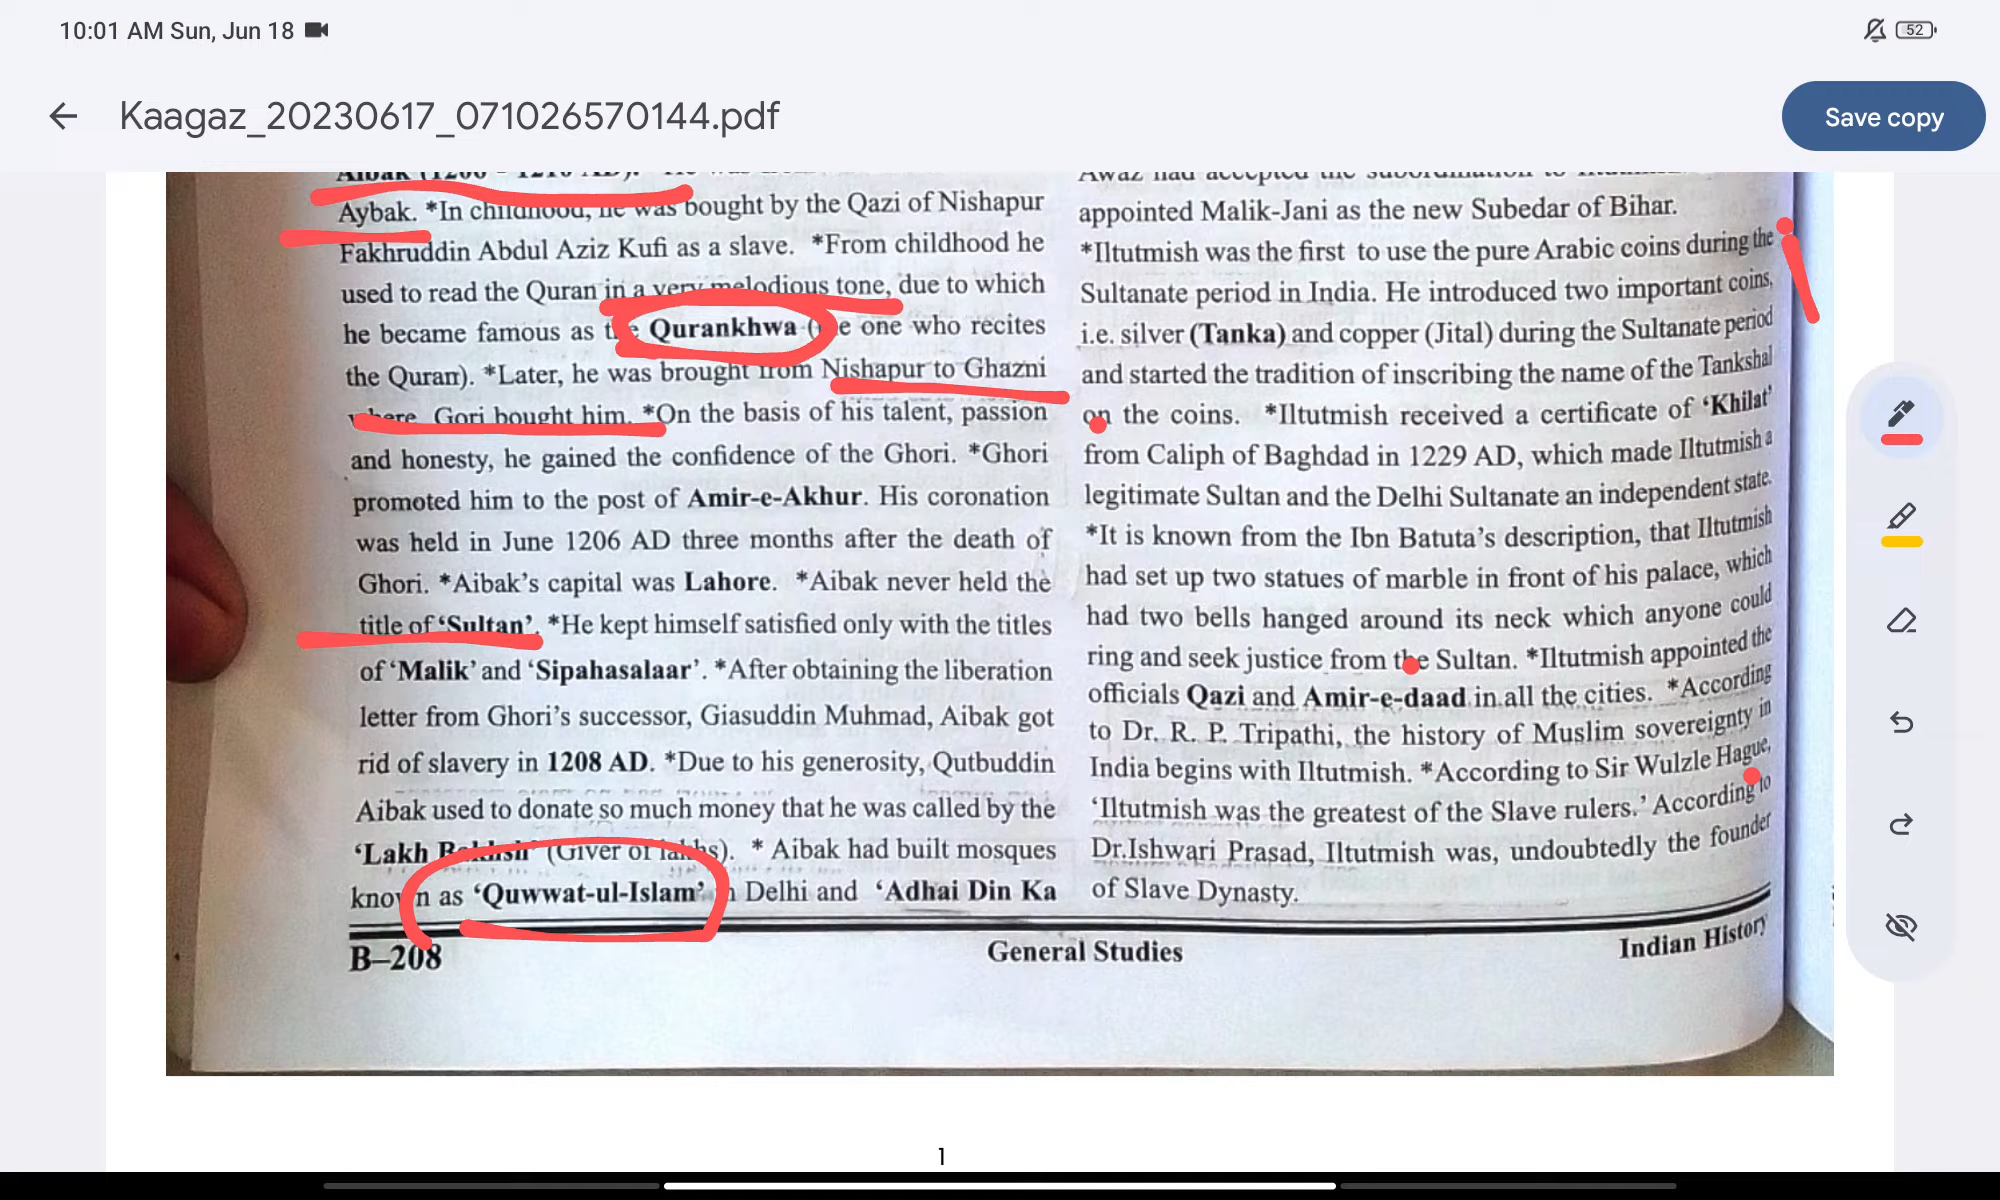 10:01 AM Sun, Jun 18
52
Kaagaz_20230617_071026570144.pdf
Save copy
Aybak. *In childhood, he was bought by the Qazi of Nishapur
Fakhruddin Abdul Aziz Kufi as a slave. *From childhood he
used to read the Quran in a very melodious tone, due to which
he became famous as the Qurankhwa (the one who recites
the Quran). *Later, he was brought from Nishapur to Ghazni
where Gori bought him. *On the basis of his talent, passion
and honesty, he gained the confidence of the Ghori. *Ghori
promoted him to the post of Amir-e-Akhur. His coronation
was held in June 1206 AD three months after the death of
Ghori. *Aibak's capital was Lahore. *Aibak never held the
title of 'Sultan'. *He kept himself satisfied only with the titles
of 'Malik' and 'Sipahasalaar'. *After obtaining the liberation
letter from Ghori's successor, Giasuddin Muhmad, Aibak got
rid of slavery in 1208 AD. *Due to his generosity, Qutbuddin
Aibak used to donate so much money that he was called by the
'Lakh Bakhsh' (Giver of lakhs). * Aibak had built mosques
known as 'Quwwat-ul-Islam' in Delhi and 'Adhai Din Ka
B–208
Awaz had accepted the subordination
appointed Malik-Jani as the new Subedar of Bihar.
*Iltutmish was the first to use the pure Arabic coins during the
Sultanate period in India. He introduced two important coins,
i.e. silver (Tanka) and copper (Jital) during the Sultanate period
and started the tradition of inscribing the name of the Tankshal
on the coins. *Iltutmish received a certificate of 'Khilat'
from Caliph of Baghdad in 1229 AD, which made Iltutmish a
legitimate Sultan and the Delhi Sultanate an independent state.
*It is known from the Ibn Batuta's description, that Iltutmish
had set up two statues of marble in front of his palace, which
had two bells hanged around its neck which anyone could
ring and seek justice from the Sultan. *Iltutmish appointed the
officials Qazi and Amir-e-daad in all the cities. *According
to Dr. R. P. Tripathi, the history of Muslim sovereignty in
India begins with Iltutmish. *According to Sir Wulzle Hague,
'Iltutmish was the greatest of the Slave rulers.' According to
Dr.Ishwari Prasad, Iltutmish was, undoubtedly the founder
of Slave Dynasty.
General Studies
Indian History
1